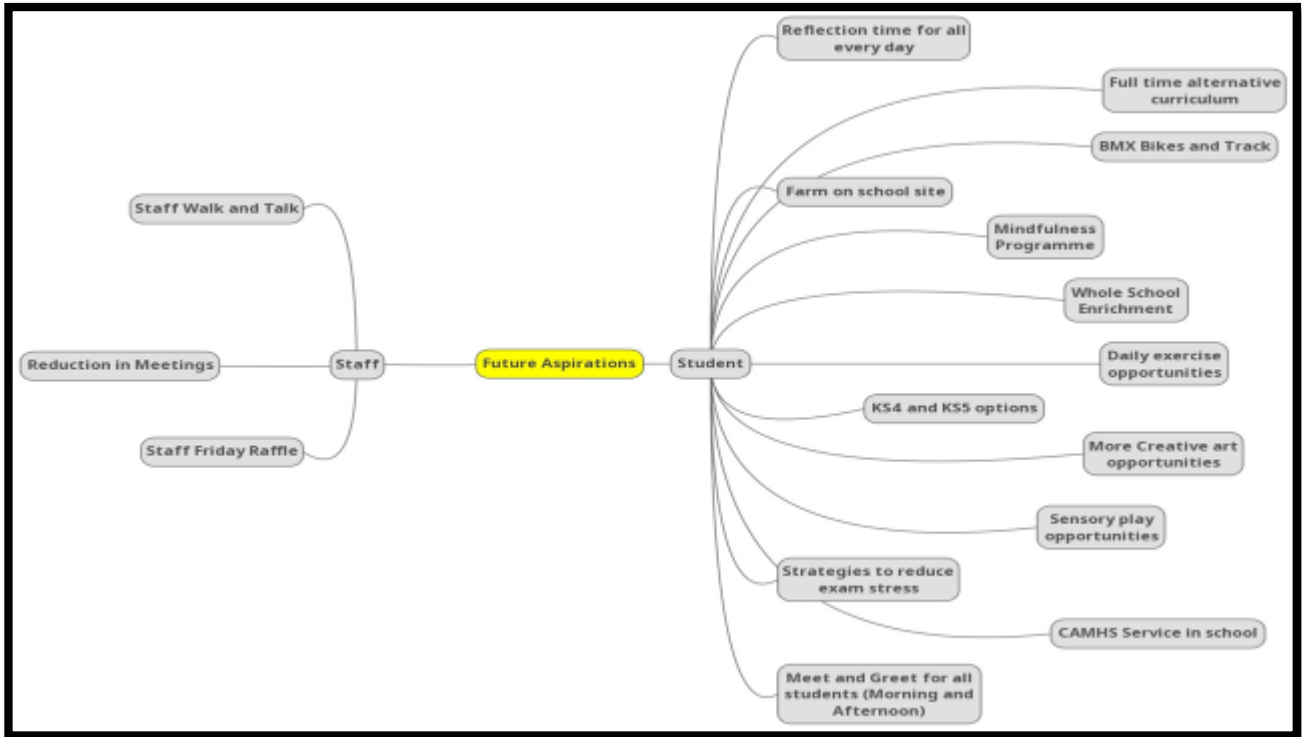 Reflection time for all
every day
Full time alternative
curriculum
BMX Bikes and Track
Farm on school site
Staff Walk and Talk
Mindfulness
Programme
Whole School
Enrichment
Reduction in Meetings
Staff
Future Aspirations
Student
Daily exercise
opportunities
KS4 and KS5 options
Staff Friday Raffle
More Creative art
opportunities
Sensory play
opportunities
Strategies to reduce
exam stress
CAMHS Service in school
Meet and Greet for all
students (Morning and
Afternoon)